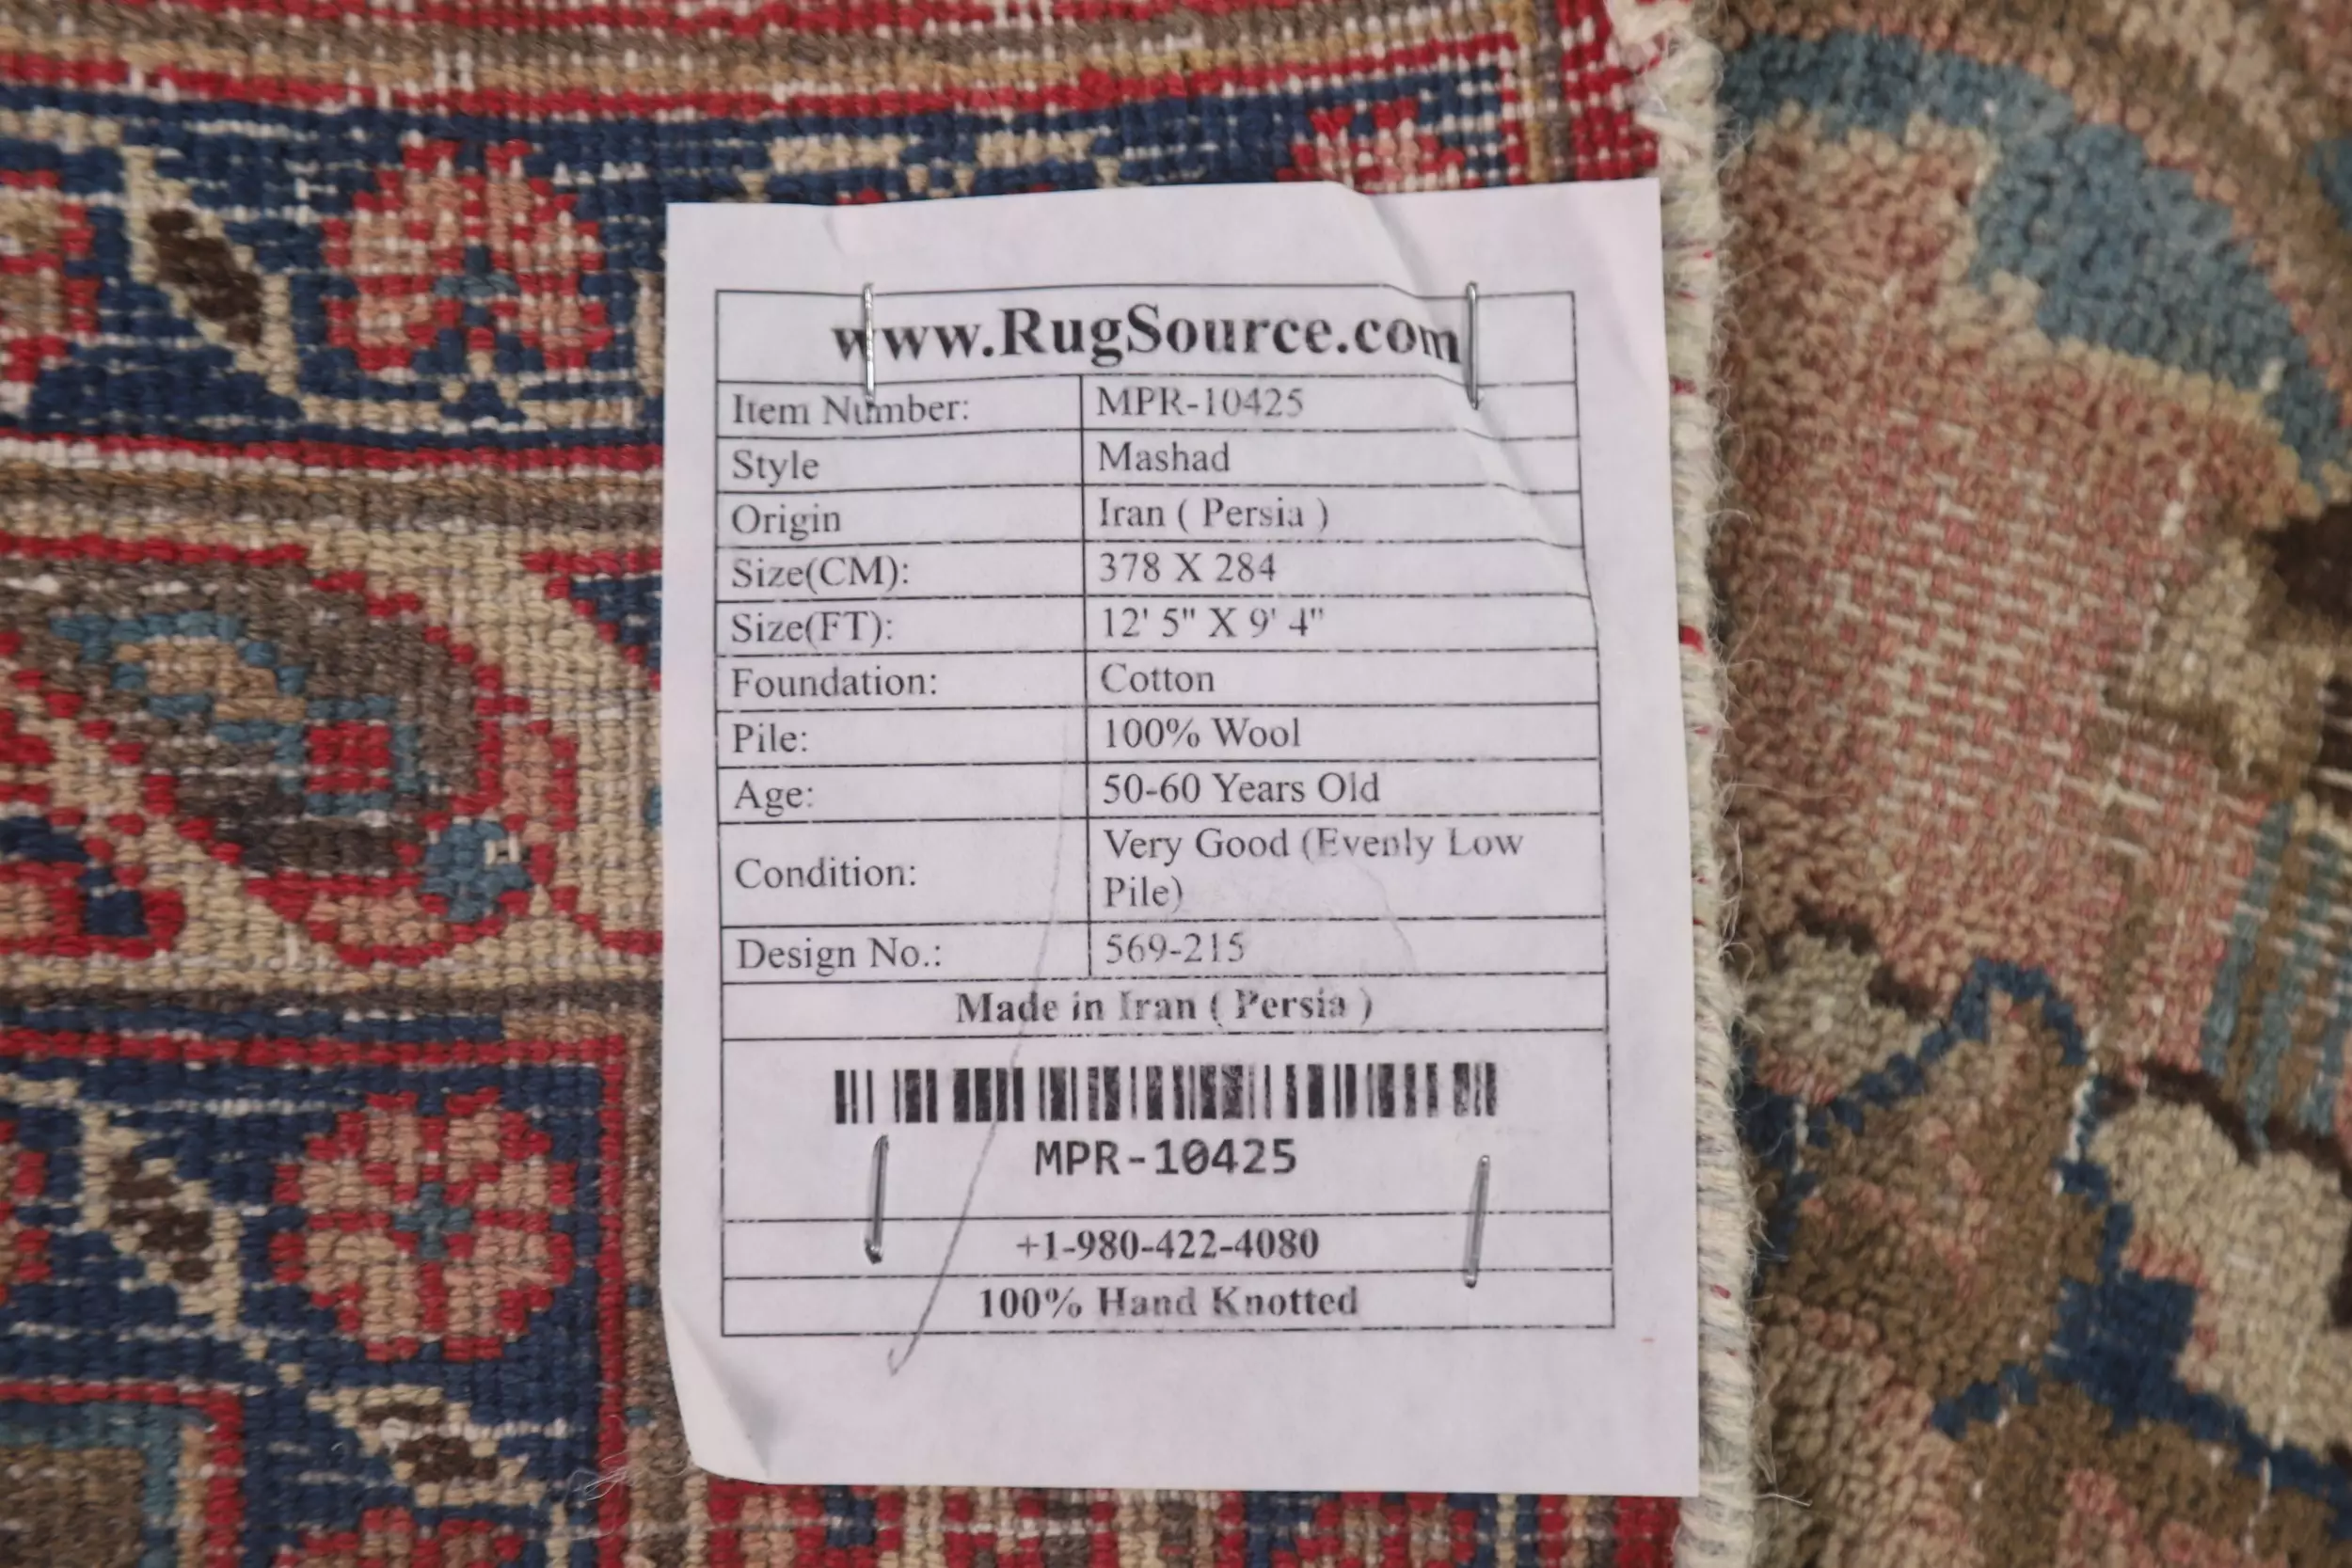 www.RugSource.com
Item Number: MPR-10425
Style Mashad
Origin Iran ( Persia )
Size(CM): 378 X 284
Size(FT): 12' 5" X 9' 4"
Foundation: Cotton
Pile: 100% Wool
Age: 50-60 Years Old
Condition: Very Good (Evenly Low
Pile)
Design No.: 569-215
Made in Iran ( Persia )
MPR-10425
+1-980-422-4080
100% Hand Knotted